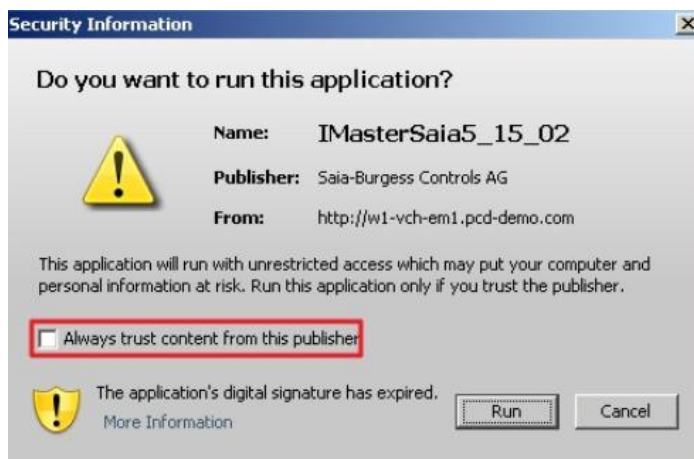 Security Information
Do you want to run this application?
Name: IMasterSaia5_15_02
Publisher: Saia-Burgess Controls AG
From: http://w1-vch-em1.pcd-demo.com
This application will run with unrestricted access which may put your computer and
personal information at risk. Run this application only if you trust the publisher.
Always trust content from this publisher
The application's digital signature has expired.
More Information
Run Cancel